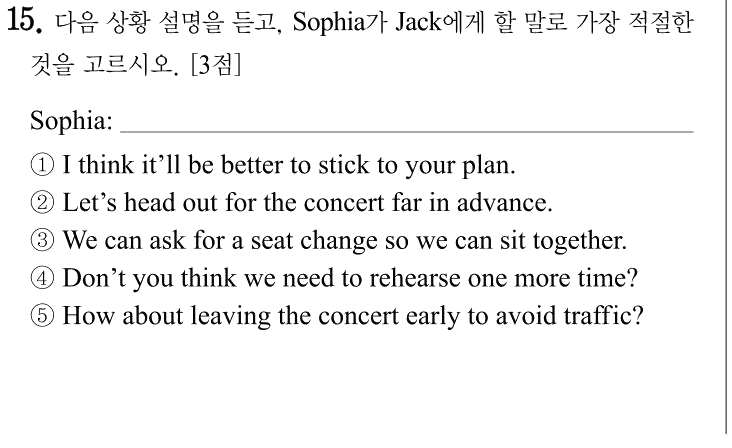 15. 다음 상황 설명을 듣고, Sophia가 Jack에게 할 말로 가장 적절한
것을 고르시오. [3점]
Sophia:
① I think it’ll be better to stick to your plan.
② Let’s head out for the concert far in advance.
③ We can ask for a seat change so we can sit together.
④ Don’t you think we need to rehearse one more time?
⑤ How about leaving the concert early to avoid traffic?